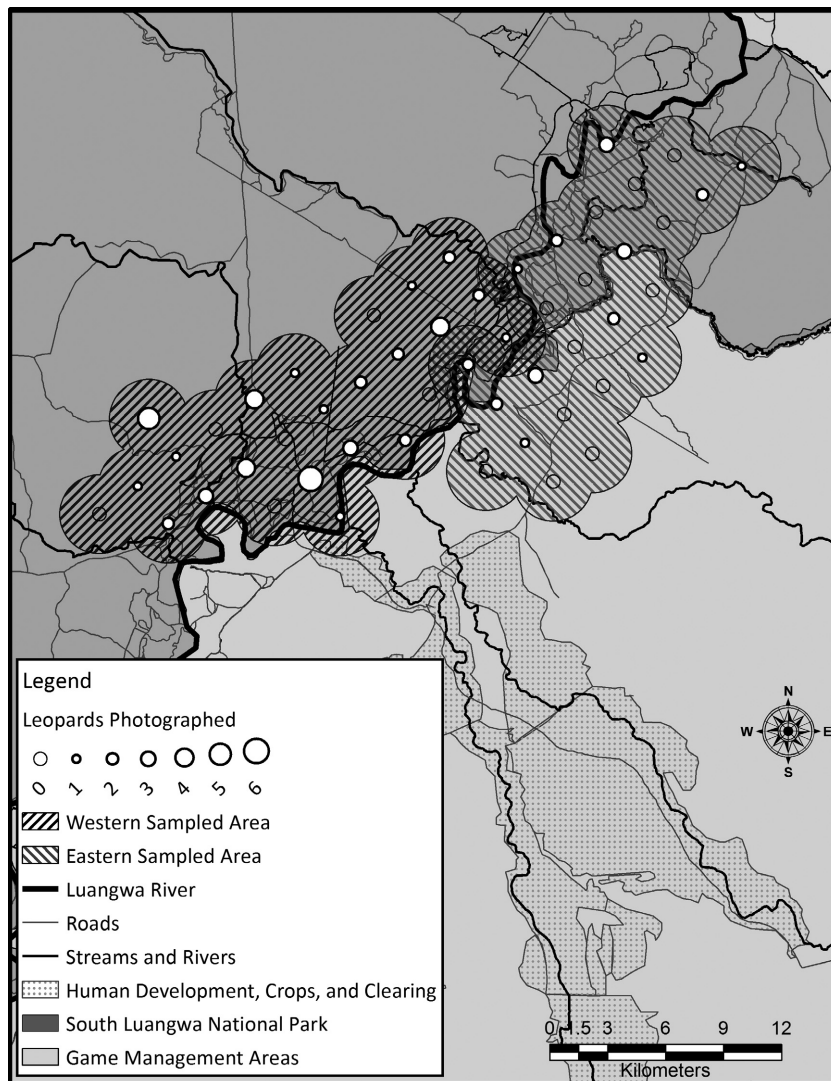 N
W E
S
Legend
Leopards Photographed
0 1 2 3 4 5 6
Western Sampled Area
Eastern Sampled Area
Luangwa River
Roads
Streams and Rivers
Human Development, Crops, and Clearing
South Luangwa National Park
Game Management Areas
0 1.5 3 6 9 12
Kilometers